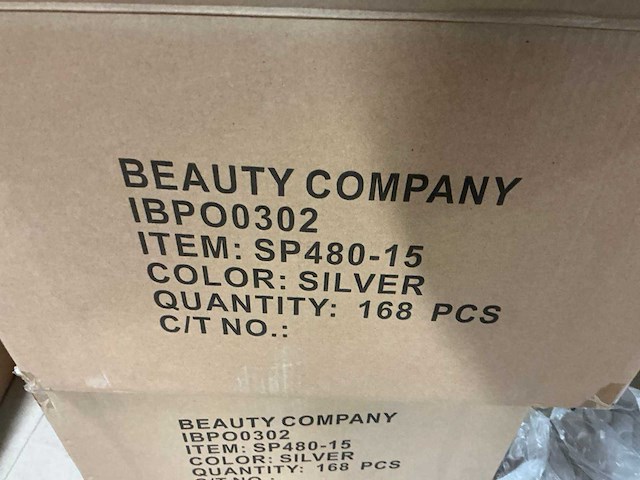 BEAUTY COMPANY
IBPO0302
ITEM: SP480-15
COLOR: SILVER
QUANTITY: 168 PCS
C/T NO.:
BEAUTY COMPANY
IBPO0302
ITEM: SP480-15
COLOR: SILVER
QUANTITY: 168 PCS
C/T NO.: